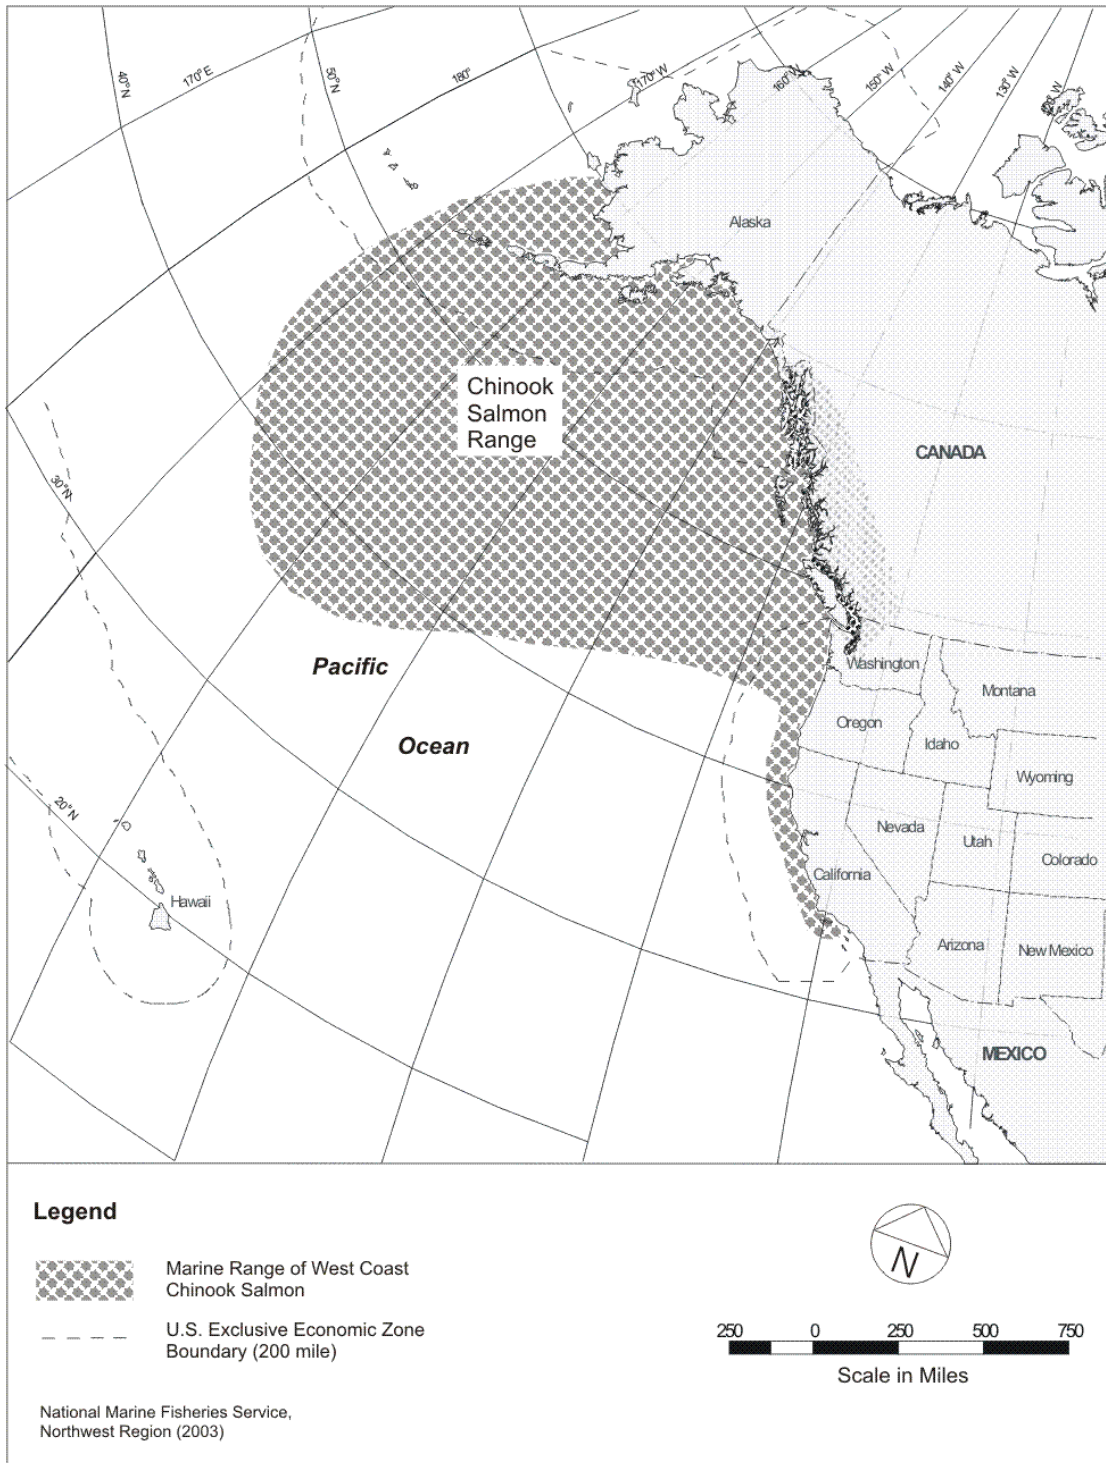 40°N
170°E
180°
50°N
170°W
160°W
150° W
140° W
130° W
Alaska
Chinook
Salmon
Range
CANADA
30°N
Pacific
Ocean
Washington
Montana
Oregon
Idaho
Wyoming
20°N
Nevada
Utah
Colorado
California
Hawaii
Arizona
New Mexico
MEXICO
Legend
Marine Range of West Coast
Chinook Salmon
U.S. Exclusive Economic Zone
Boundary (200 mile)
N
250 0 250 500 750
Scale in Miles
National Marine Fisheries Service,
Northwest Region (2003)